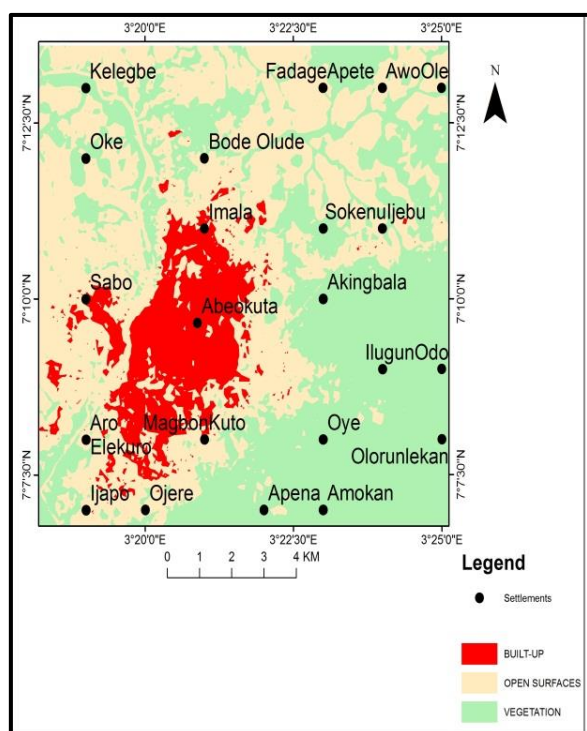 3°20'0"E 3°22'30"E 3°25'0"E
Kelegbe FadageApete AwoOle
N
7°12'30"N 7°12'30"N
Oke Bode Olude
Imala SokenuIjebu
Sabo Akingbala
7°10'0"N 7°10'0"N
Abeokuta
IlugunOdo
Aro MagbonKuto Oye
Elekuro Olorunlekan
7°7'30"N 7°7'30"N
Ijapo Ojere Apena Amokan
3°20'0"E 3°22'30"E 3°25'0"E
0 1 2 3 4 KM
Legend
Settlements
BUILT-UP
OPEN SURFACES
VEGETATION